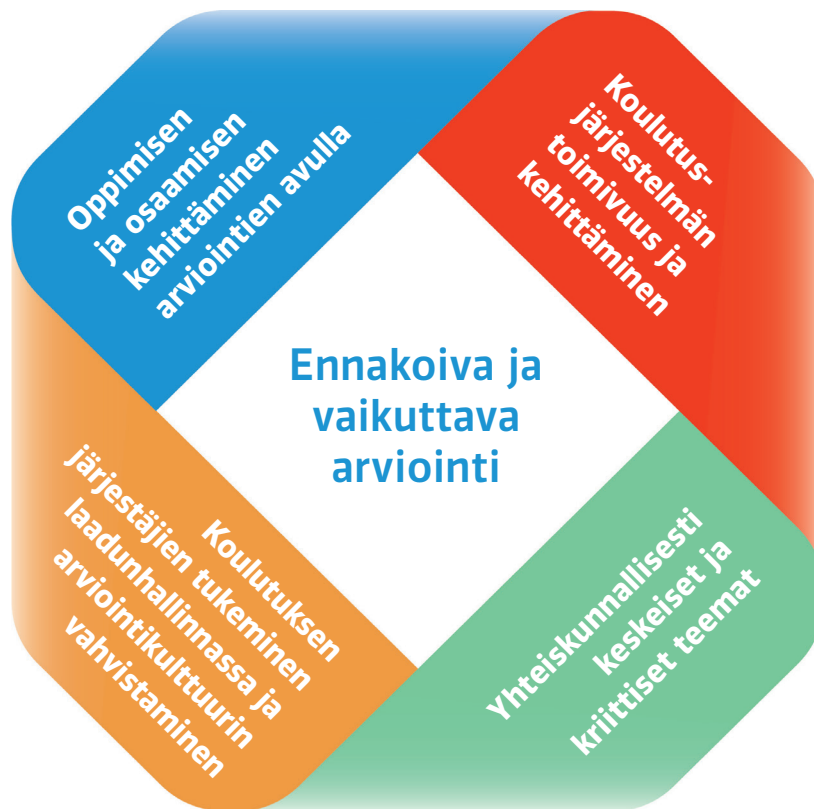 Oppimisen
ja osaamisen
kehittäminen
arviointien avulla
Koulutus-
järjestelmän
toimivuus ja
kehittäminen
Ennakoiva ja
vaikuttava
arviointi
Koulutuksen
järjestäjien tukeminen
laadunhallinnassa ja
arviointikulttuurin
vahvistaminen
Yhteiskunnallisesti
keskeiset ja
kriittiset teemat